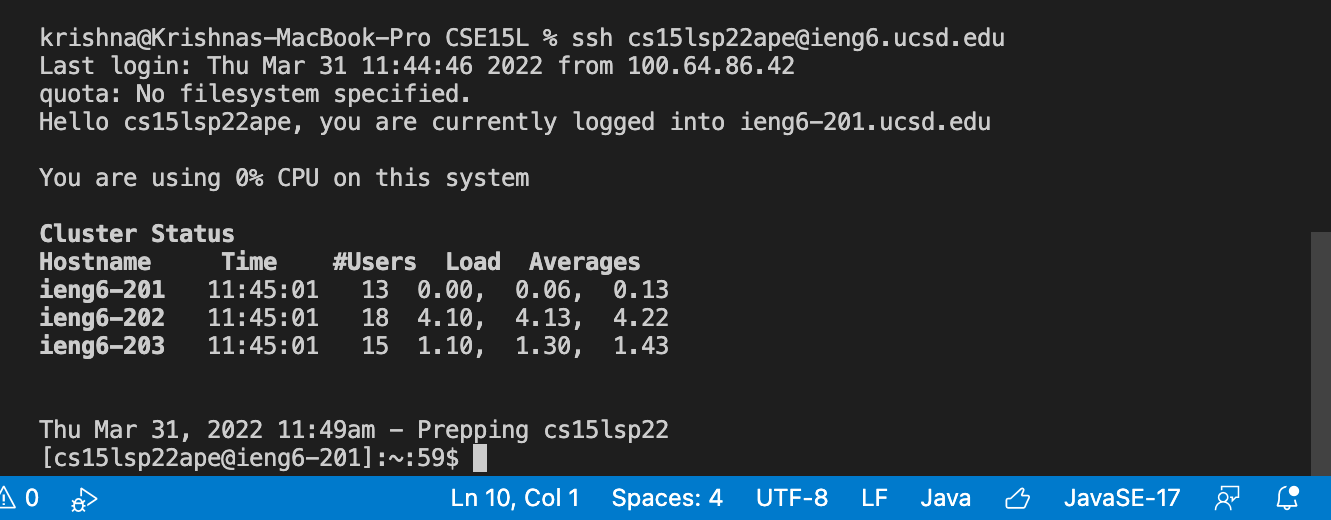 krishna@Krishnas-MacBook-Pro CSE15L % ssh cs15lsp22ape@ieng6.ucsd.edu
Last login: Thu Mar 31 11:44:46 2022 from 100.64.86.42
quota: No filesystem specified.
Hello cs15lsp22ape, you are currently logged into ieng6-201.ucsd.edu
You are using 0% CPU on this system
Cluster Status
Hostname     Time    #Users  Load  Averages
ieng6-201   11:45:01   13  0.00,  0.06,  0.13
ieng6-202   11:45:01   18  4.10,  4.13,  4.22
ieng6-203   11:45:01   15  1.10,  1.30,  1.43
Thu Mar 31, 2022 11:49am - Prepping cs15lsp22
[cs15lsp22ape@ieng6-201]:~:59$
0 Ln 10, Col 1 Spaces: 4 UTF-8 LF Java JavaSE-17